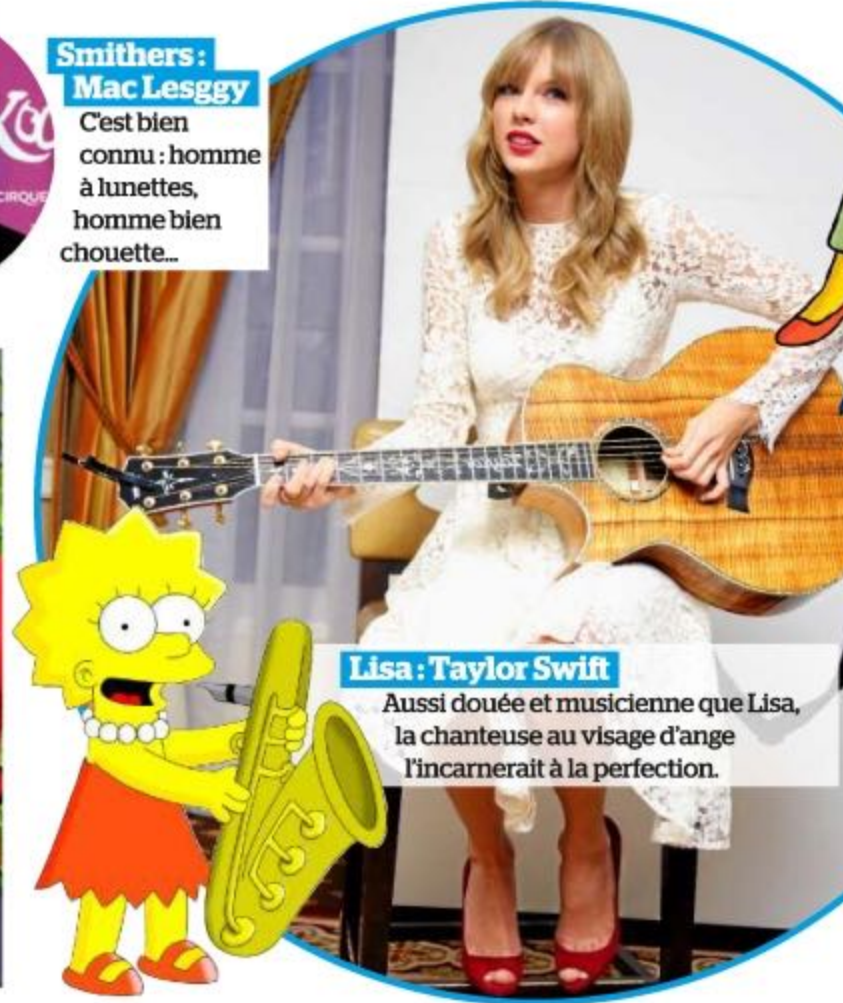 CIRQUE
Smithers :
Mac Lesggy
C'est bien
connu : homme
à lunettes,
homme bien
chouette...
Lisa : Taylor Swift
Aussi douée et musicienne que Lisa,
la chanteuse au visage d'ange
l'incarnerait à la perfection.